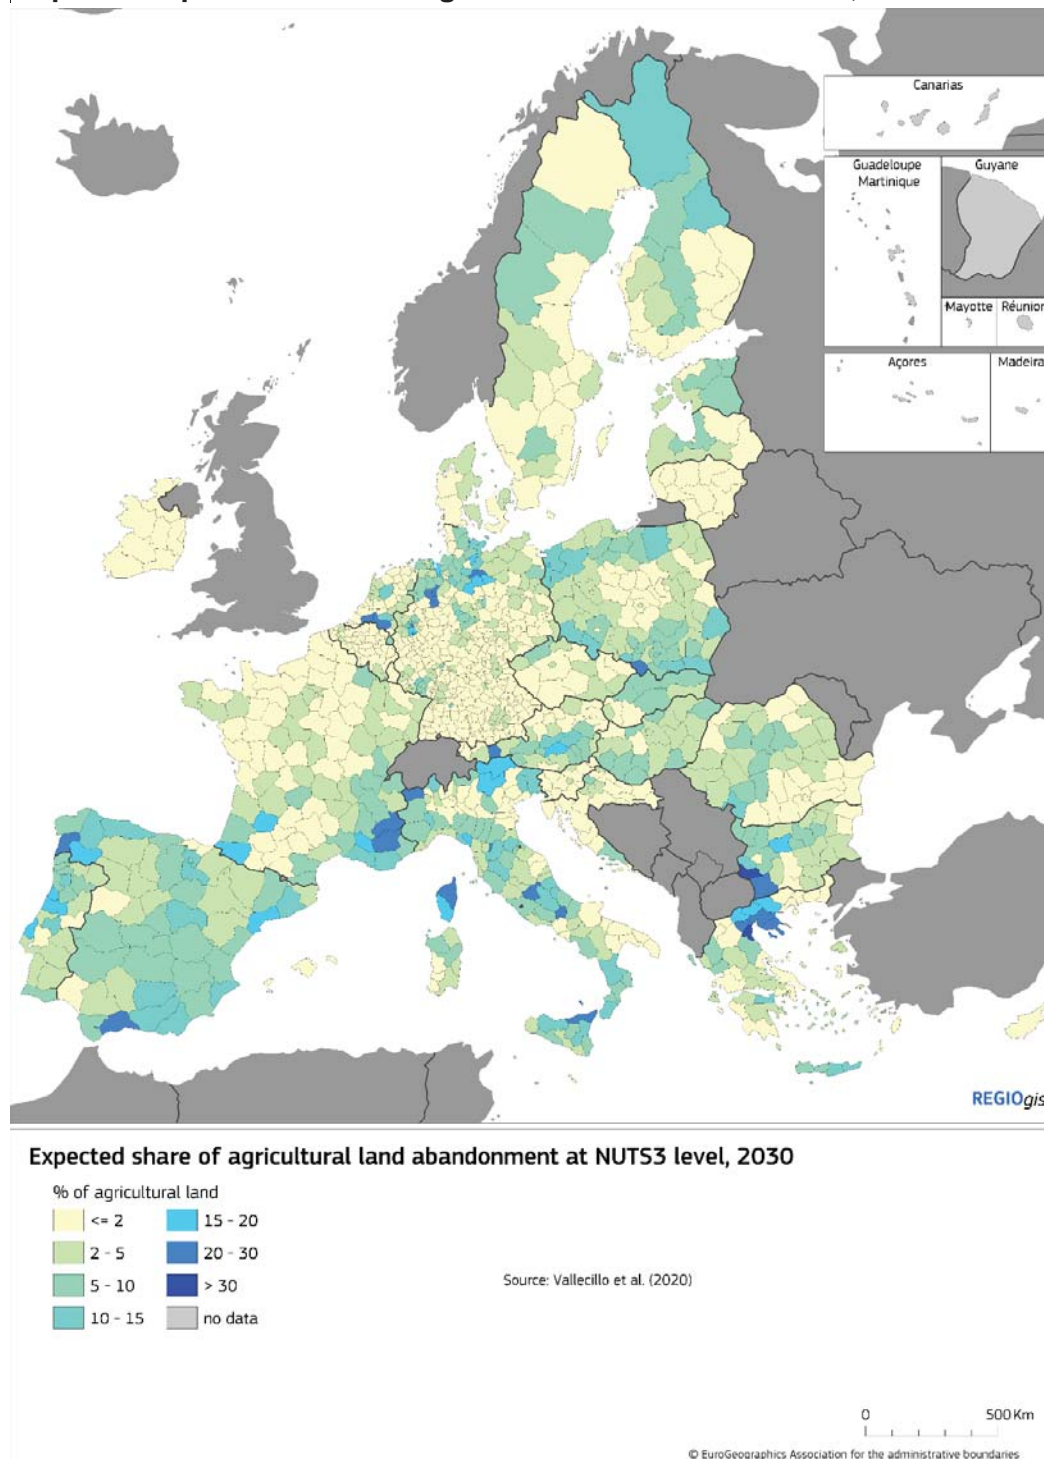 Canarias
Guadeloupe
Martinique
Guyane
Mayotte
Réunion
Açores
Madeira
REGIOgis
Expected share of agricultural land abandonment at NUTS3 level, 2030
% of agricultural land
<= 2
15 - 20
2 - 5
20 - 30
5 - 10
> 30
10 - 15
no data
Source: Vallecillo et al. (2020)
0
500 Km
© EuroGeographics Association for the administrative boundaries